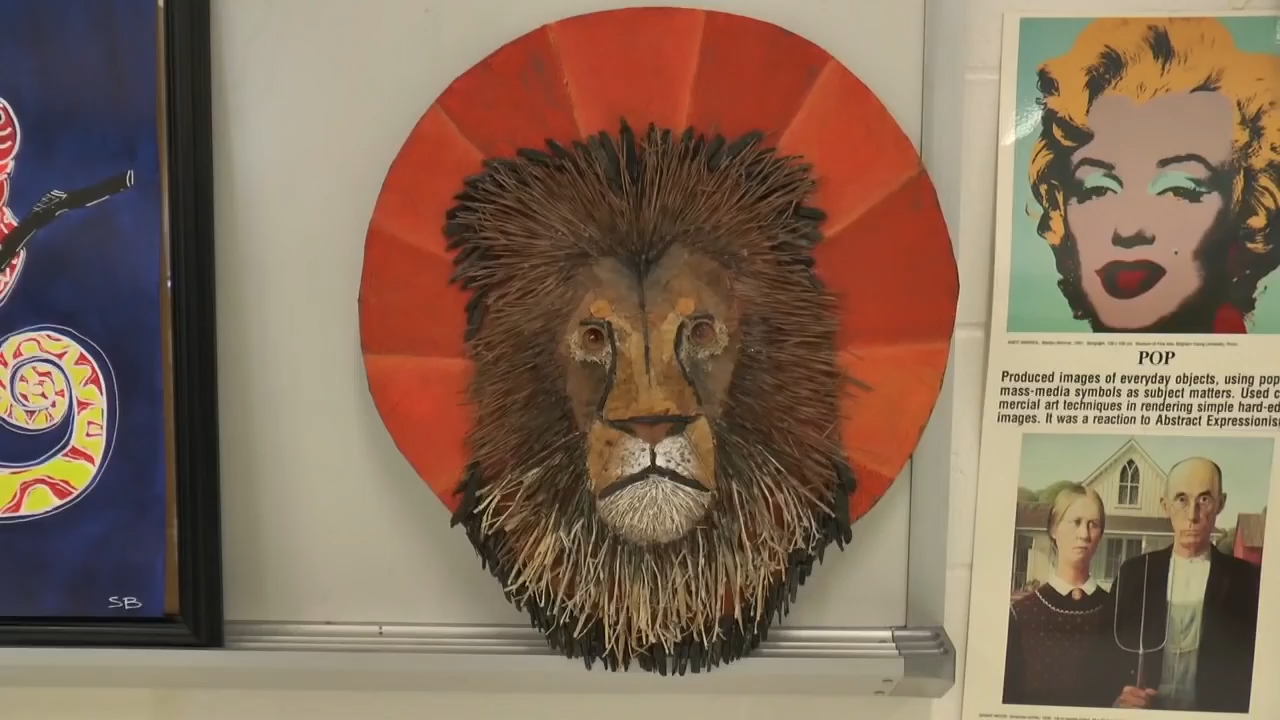 SB
POP
Produced images of everyday objects, using pop
mass-media symbols as subject matters. Used c
mercial art techniques in rendering simple hard-ed
images. It was a reaction to Abstract Expressionis